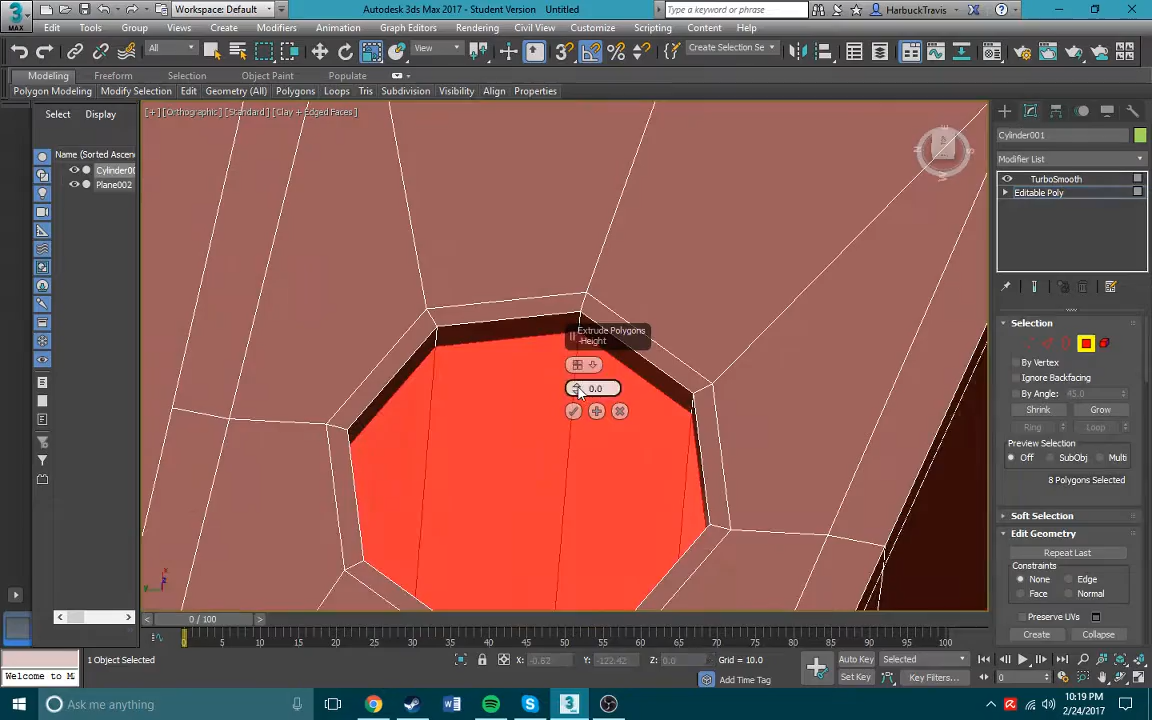 3
MAX
Workspace: Default
Autodesk 3ds Max 2017 - Student Version    Untitled
Type a keyword or phrase
HarbuckTravis
Edit Tools Group Views Create Modifiers Animation Graph Editors Rendering Civil View Customize Scripting Content Help
All
View
Create Selection Se
Modeling Freeform Selection Object Paint Populate
Polygon Modeling Modify Selection Edit Geometry (All) Polygons Loops Tris Subdivision Visibility Align Properties
Select Display
Name (Sorted Ascen
Cylinder00
Plane002
[+] [Orthographic] [Standard] [Clay + Edged Faces]
Extrude Polygons
-Height
0.0
Cylinder001
Modifier List
TurboSmooth
Editable Poly
Selection
By Vertex
Ignore Backfacing
By Angle: 45.0
Shrink Grow
Ring Loop
Preview Selection
Off SubObj Multi
8 Polygons Selected
Soft Selection
Edit Geometry
Repeat Last
Constraints
None Edge
Face Normal
Preserve UVs
Create Collapse
0 / 100
0 5 10 15 20 25 30 35 40 45 50 55 60 65 70 75 80 85 90 95 100
1 Object Selected
X: -0.82 Y: -122.42 Z: 0.0 Grid = 10.0
Auto Key Selected
Welcome to M
Add Time Tag
Set Key Key Filters...
0
Ask me anything
10:19 PM
2/24/2017